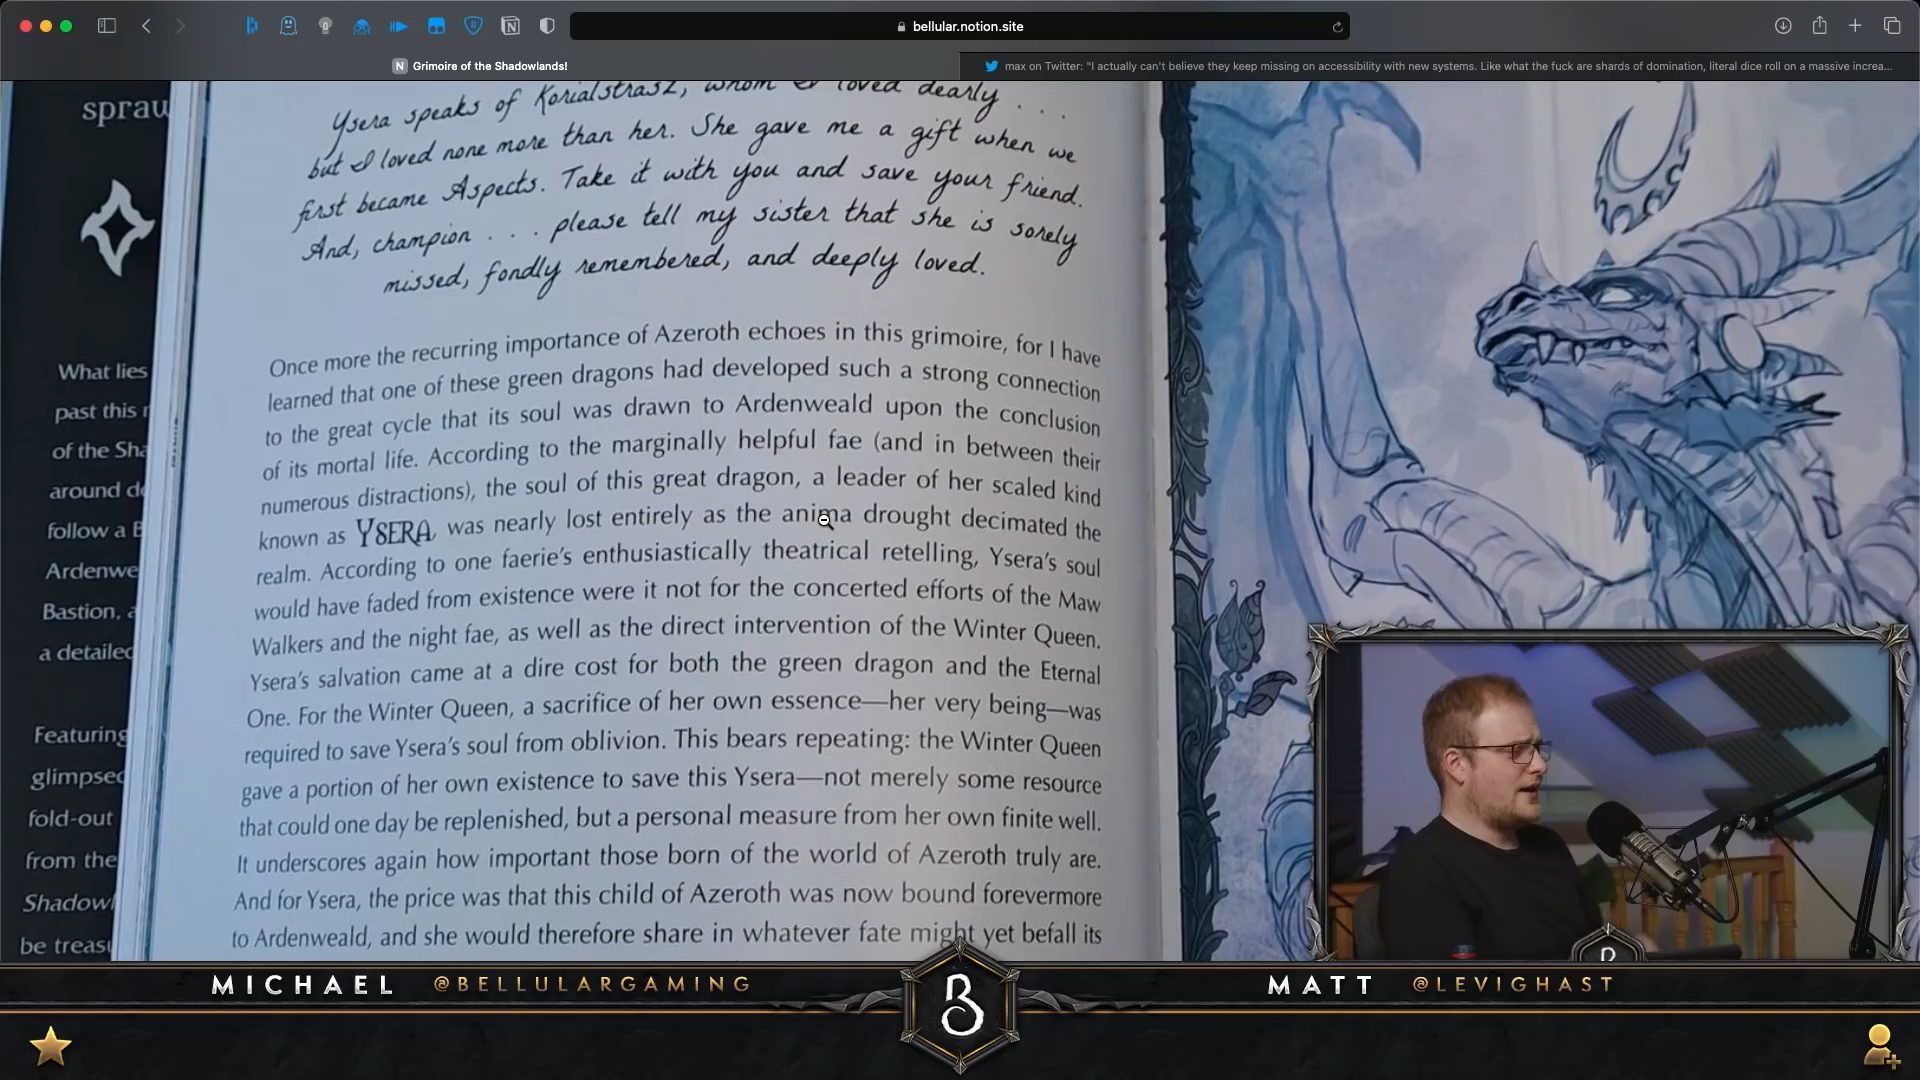 bellular.notion.site
Grimoire of the Shadowlands!
max on Twitter: "I actually can't believe they keep missing on accessibility with new systems. Like what the fuck are shards of domination, literal dice roll on a massive increa...
spraw
What lies
past this
of the Sha
around de
follow a B
Ardenwe
Bastion, a
a detailed
Featuring
glimpsed
fold-out
from the
Shadowl
be treasu
Ysera speaks of Korialstrasz, whom I loved dearly . . .
but I loved none more than her. She gave me a gift when we
first became Aspects. Take it with you and save your friend.
And, champion . . . please tell my sister that she is sorely
missed, fondly remembered, and deeply loved.
Once more the recurring importance of Azeroth echoes in this grimoire, for I have
learned that one of these green dragons had developed such a strong connection
to the great cycle that its soul was drawn to Ardenweald upon the conclusion
of its mortal life. According to the marginally helpful fae (and in between their
numerous distractions), the soul of this great dragon, a leader of her scaled kind
known as YSERA, was nearly lost entirely as the anima drought decimated the
realm. According to one faerie's enthusiastically theatrical retelling, Ysera's soul
would have faded from existence were it not for the concerted efforts of the Maw
Walkers and the night fae, as well as the direct intervention of the Winter Queen.
Ysera's salvation came at a dire cost for both the green dragon and the Eternal
One. For the Winter Queen, a sacrifice of her own essence—her very being—was
required to save Ysera's soul from oblivion. This bears repeating: the Winter Queen
gave a portion of her own existence to save this Ysera—not merely some resource
that could one day be replenished, but a personal measure from her own finite well.
It underscores again how important those born of the world of Azeroth truly are.
And for Ysera, the price was that this child of Azeroth was now bound forevermore
to Ardenweald, and she would therefore share in whatever fate might yet befall its
MICHAEL @BELLULARGAMING
B
MATT @LEVIGHAST